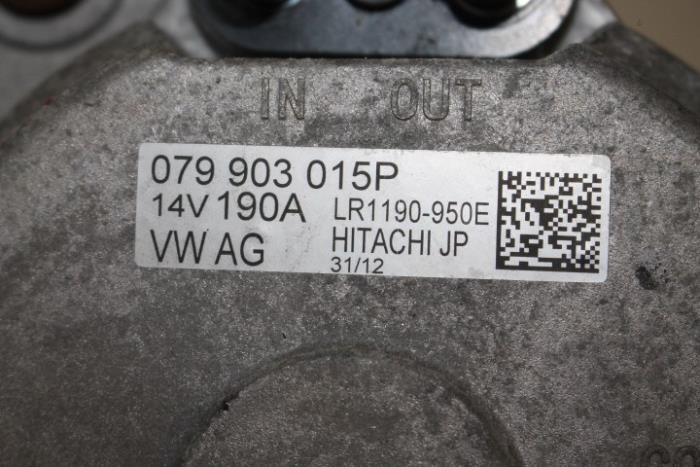 IN OUT
079 903 015P
14V 190A LR1190-950E
VW AG HITACHI JP
31/12